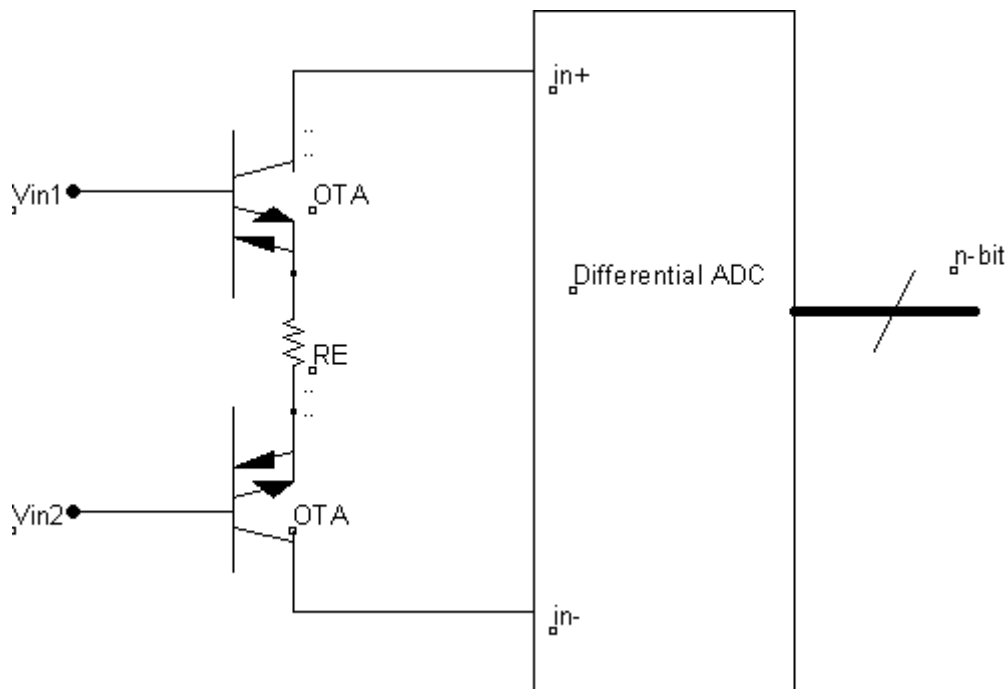 in+
Vin1
OTA
n-bit
Differential ADC
RE
Vin2
OTA
in-